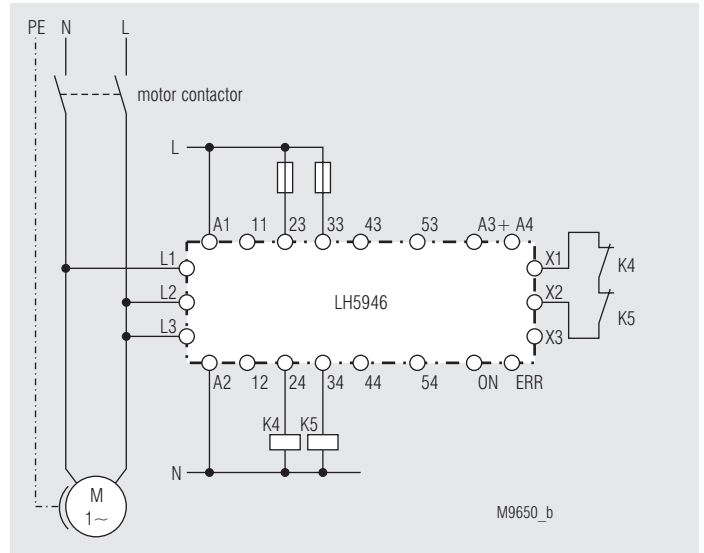 PE N L
motor contactor
L
A1 11 23 33 43 53 A3+ A4
L1 X1
K4
L2 LH5946 X2
K5
L3 X3
A2 12 24 34 44 54 ON ERR
K4 K5
N
M
1~
M9650_b